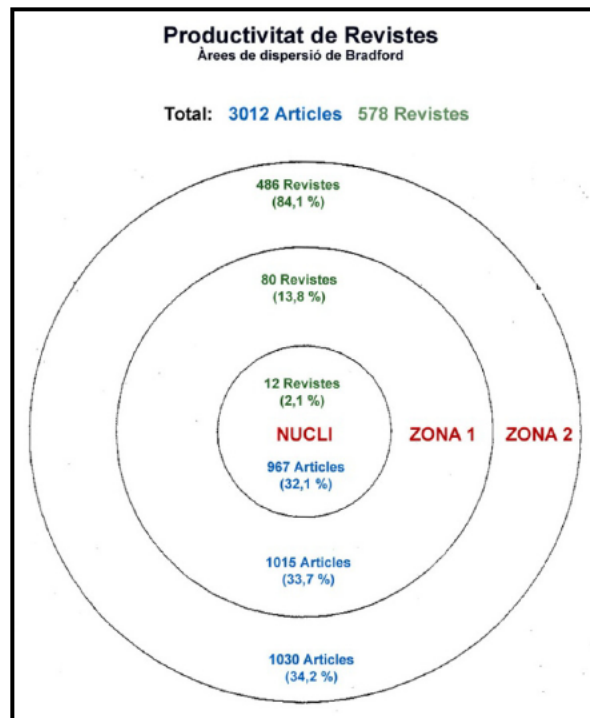 Productivitat de Revistes
Àrees de dispersió de Bradford
Total: 3012 Articles 578 Revistes
486 Revistes
(84,1 %)
80 Revistes
(13,8 %)
12 Revistes
(2,1 %)
NUCLI ZONA 1 ZONA 2
967 Articles
(32,1 %)
1015 Articles
(33,7 %)
1030 Articles
(34,2 %)